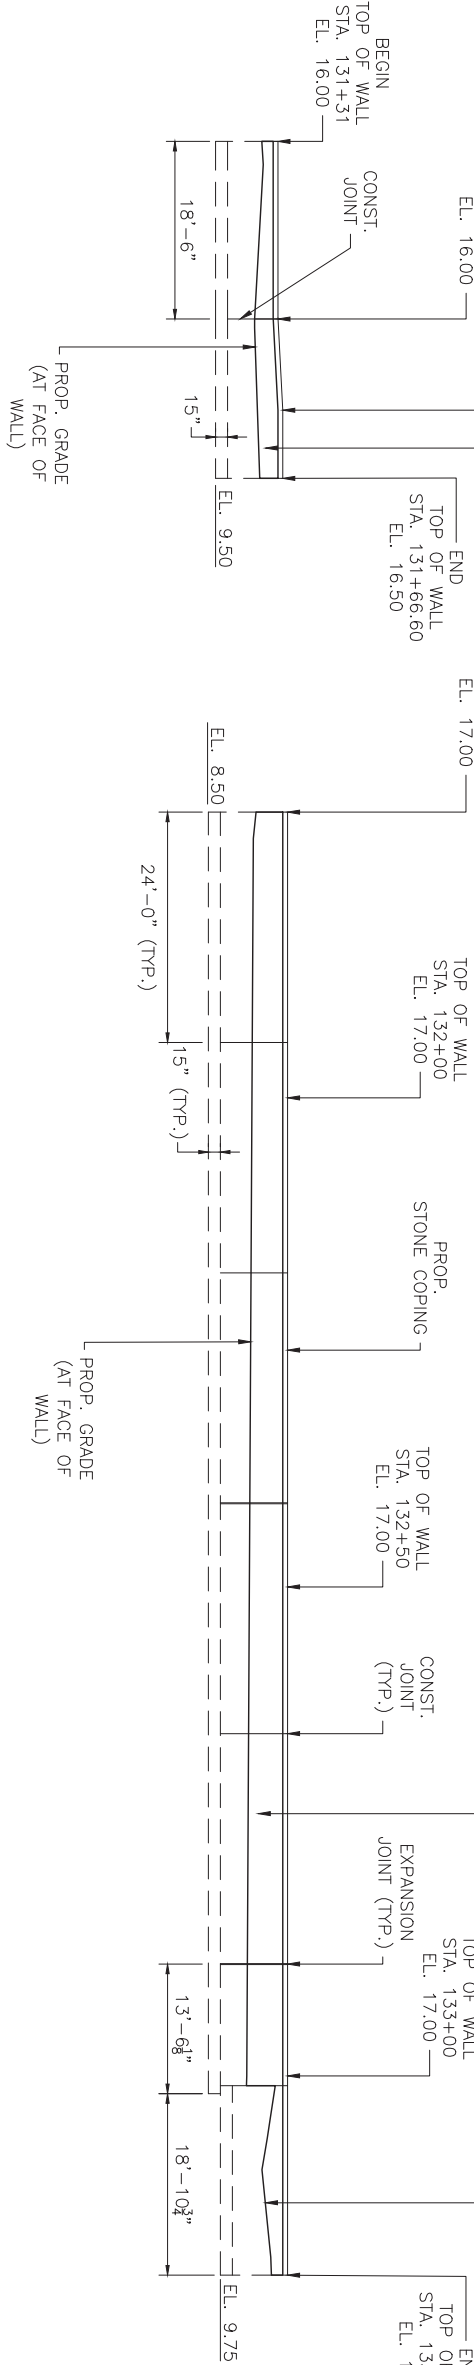 BEGIN
TOP OF WALL
STA. 131+31
EL. 16.00
CONST.
JOINT
EL. 16.00
18'-6"
PROP. GRADE
(AT FACE OF
WALL)
15"
EL. 9.50
END
TOP OF WALL
STA. 131+66.60
EL. 16.50
EL. 17.00
EL. 8.50
24'-0" (TYP.)
TOP OF WALL
STA. 132+00
EL. 17.00
15" (TYP.)
PROP.
STONE COPING
PROP. GRADE
(AT FACE OF
WALL)
TOP OF WALL
STA. 132+50
EL. 17.00
CONST.
JOINT
(TYP.)
EXPANSION
JOINT (TYP.)
TOP OF WALL
STA. 133+00
EL. 17.00
13'-6⅛"
18'-10¾"
EL. 9.75
TOP OF
STA. 13
EL. 1